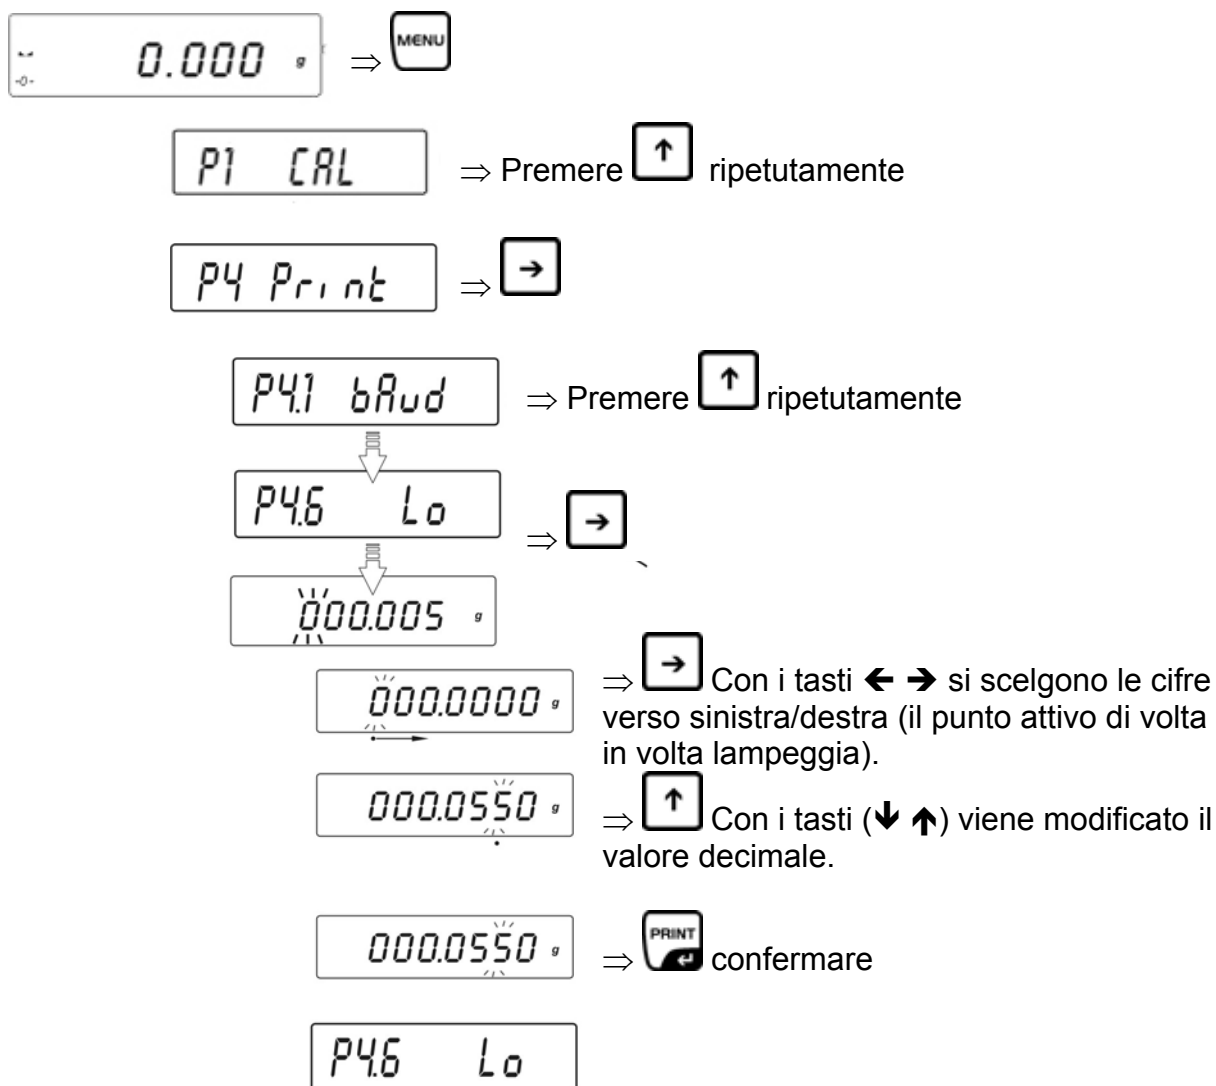 0.000 g ⇒ MENU
-0-
P1 CAL ⇒ Premere ↑ ripetutamente
P4 Print ⇒ →
P4.1 bAud ⇒ Premere ↑ ripetutamente
P4.6 Lo ⇒ →
000.005 g
000.0000 g ⇒ → Con i tasti ← → si scelgono le cifre
verso sinistra/destra (il punto attivo di volta
in volta lampeggia).
000.0550 g ⇒ ↑ Con i tasti (↓ ↑) viene modificato il
valore decimale.
000.0550 g ⇒ PRINT ↵ confermare
P4.6 Lo